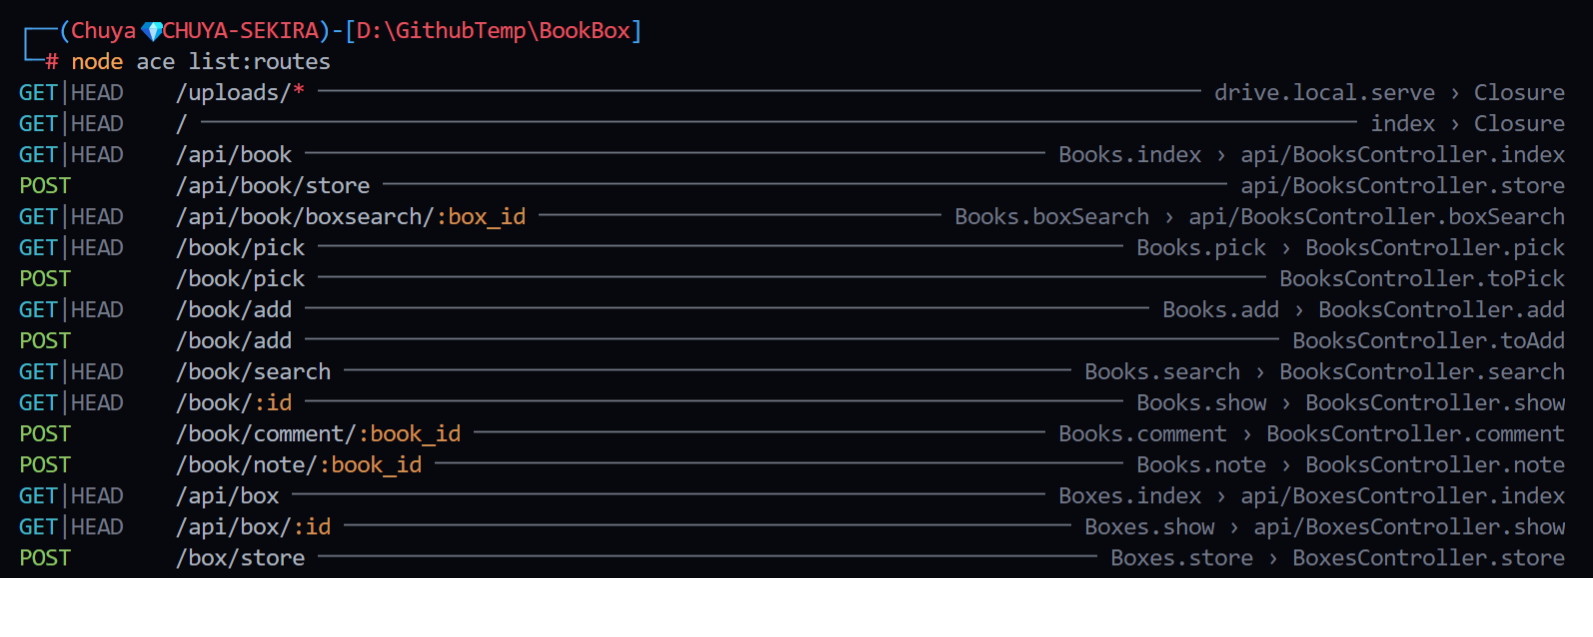 ┌──(Chuya💎CHUYA-SEKIRA)-[D:\GithubTemp\BookBox]
└─# node ace list:routes
GET|HEAD /uploads/* ─ drive.local.serve › Closure
GET|HEAD / ─ index › Closure
GET|HEAD /api/book ─ Books.index › api/BooksController.index
POST /api/book/store ─ api/BooksController.store
GET|HEAD /api/book/boxsearch/:box_id ─ Books.boxSearch › api/BooksController.boxSearch
GET|HEAD /book/pick ─ Books.pick › BooksController.pick
POST /book/pick ─ BooksController.toPick
GET|HEAD /book/add ─ Books.add › BooksController.add
POST /book/add ─ BooksController.toAdd
GET|HEAD /book/search ─ Books.search › BooksController.search
GET|HEAD /book/:id ─ Books.show › BooksController.show
POST /book/comment/:book_id ─ Books.comment › BooksController.comment
POST /book/note/:book_id ─ Books.note › BooksController.note
GET|HEAD /api/box ─ Boxes.index › api/BoxesController.index
GET|HEAD /api/box/:id ─ Boxes.show › api/BoxesController.show
POST /box/store ─ Boxes.store › BoxesController.store